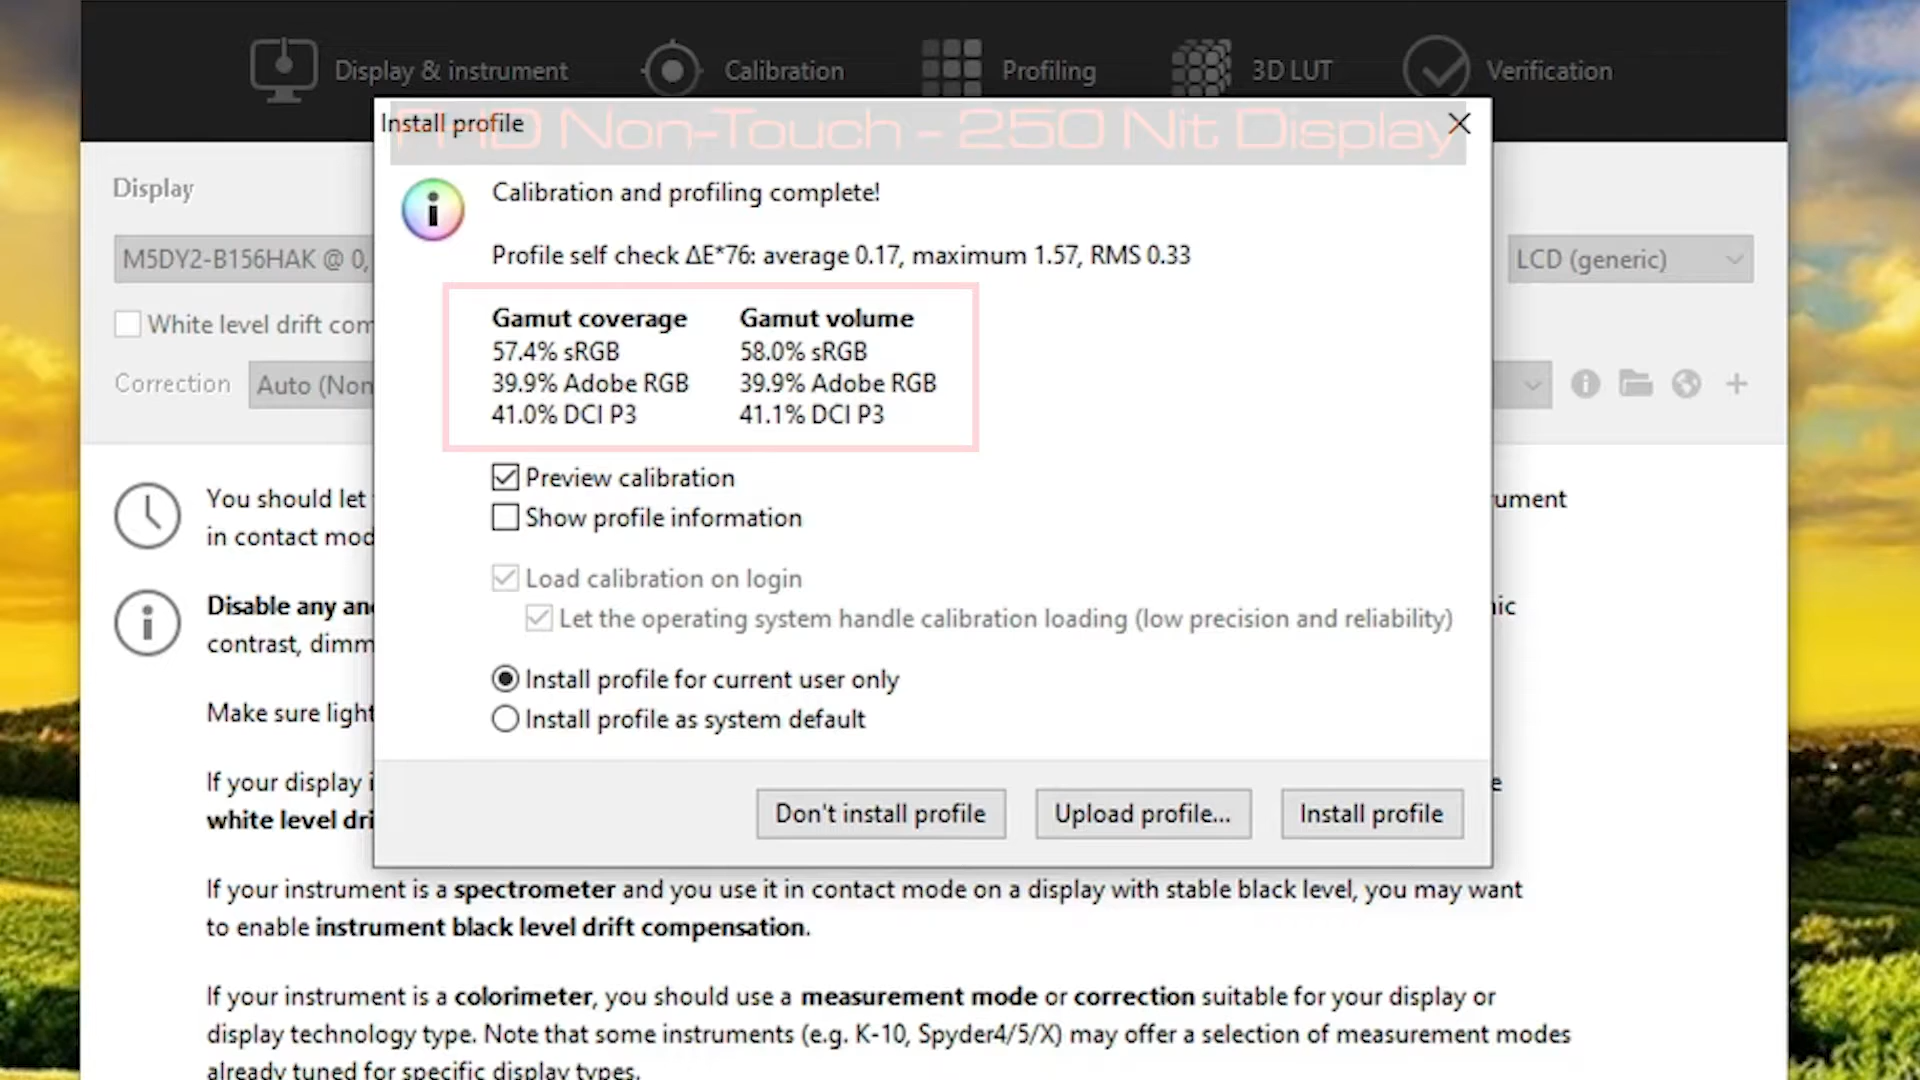 Display & instrument
Calibration
Profiling
3D LUT
Verification
Install profile
FHD Non-Touch - 250 Nit Display
Display
M5DY2-B156HAK @ 0,
LCD (generic)
White level drift com
Correction
Auto (Non
Calibration and profiling complete!
Profile self check ΔE*76: average 0.17, maximum 1.57, RMS 0.33
Gamut coverage Gamut volume
57.4% sRGB 58.0% sRGB
39.9% Adobe RGB 39.9% Adobe RGB
41.0% DCI P3 41.1% DCI P3
Preview calibration
Show profile information
Load calibration on login
Let the operating system handle calibration loading (low precision and reliability)
Install profile for current user only
Install profile as system default
Don't install profile
Upload profile...
Install profile
You should let
in contact mod
Disable any
contrast, dimm
Make sure light
If your display
white level dri
If your instrument is a spectrometer and you use it in contact mode on a display with stable black level, you may want
to enable instrument black level drift compensation.
If your instrument is a colorimeter, you should use a measurement mode or correction suitable for your display or
display technology type. Note that some instruments (e.g. K-10, Spyder4/5/X) may offer a selection of measurement modes
already tuned for specific display types.